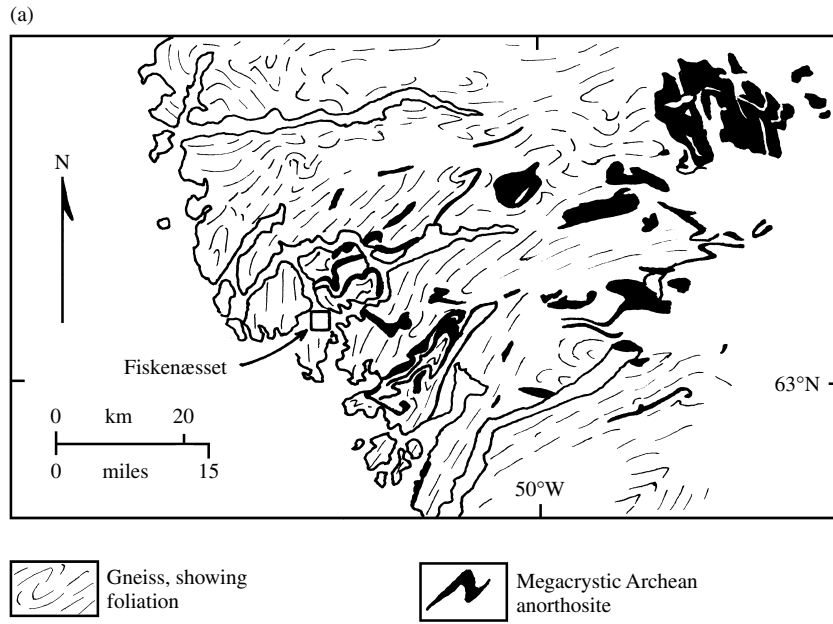 (a)
N
Fiskenæsset
63°N
0 km 20
0 miles 15
50°W
Gneiss, showing
foliation
Megacrystic Archean
anorthosite